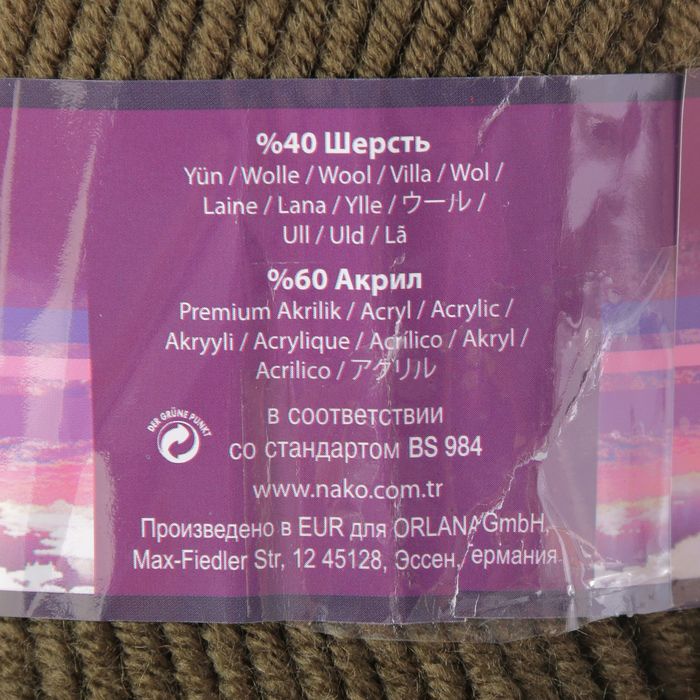 %40 Шерсть
Yün / Wolle / Wool / Villa / Wol /
Laine / Lana / Ylle / ウール /
Ull / Uld / Lã
%60 Акрил
Premium Akrilik / Acryl / Acrylic /
Akryyli / Acrylique / Acrílico / Akryl /
Acrilico / アクリル
DER GRÜNE PUNKT
в соответствии
со стандартом BS 984
www.nako.com.tr
Произведено в EUR для ORLANA GmbH,
Max-Fiedler Str, 12 45128, Эссен, ермания